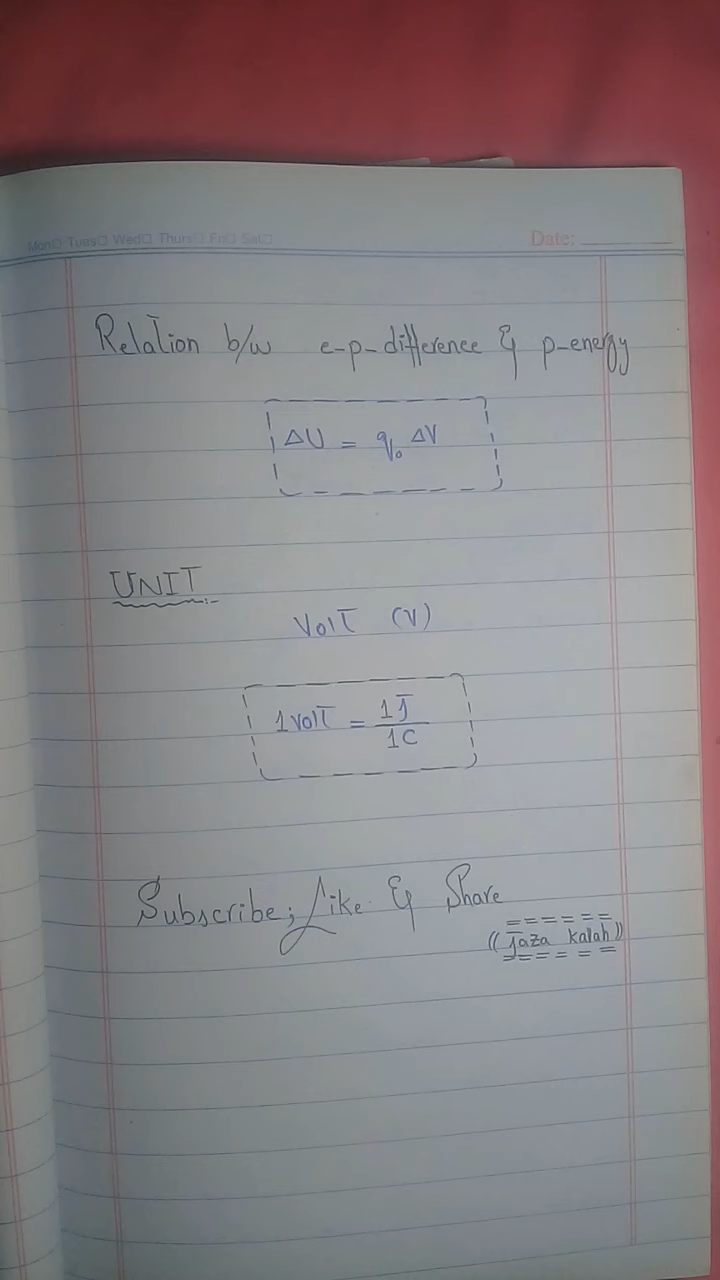 Mon□ Tues□ Wed□ Thurs□ Fri□ Sat□
Date:
Relation b/w e-p-difference & p-energy
ΔU = q₀ ΔV
UNIT
Volt (V)
1 volt = 1J/1C
Subscribe; Like & Share
((jaza kalah))